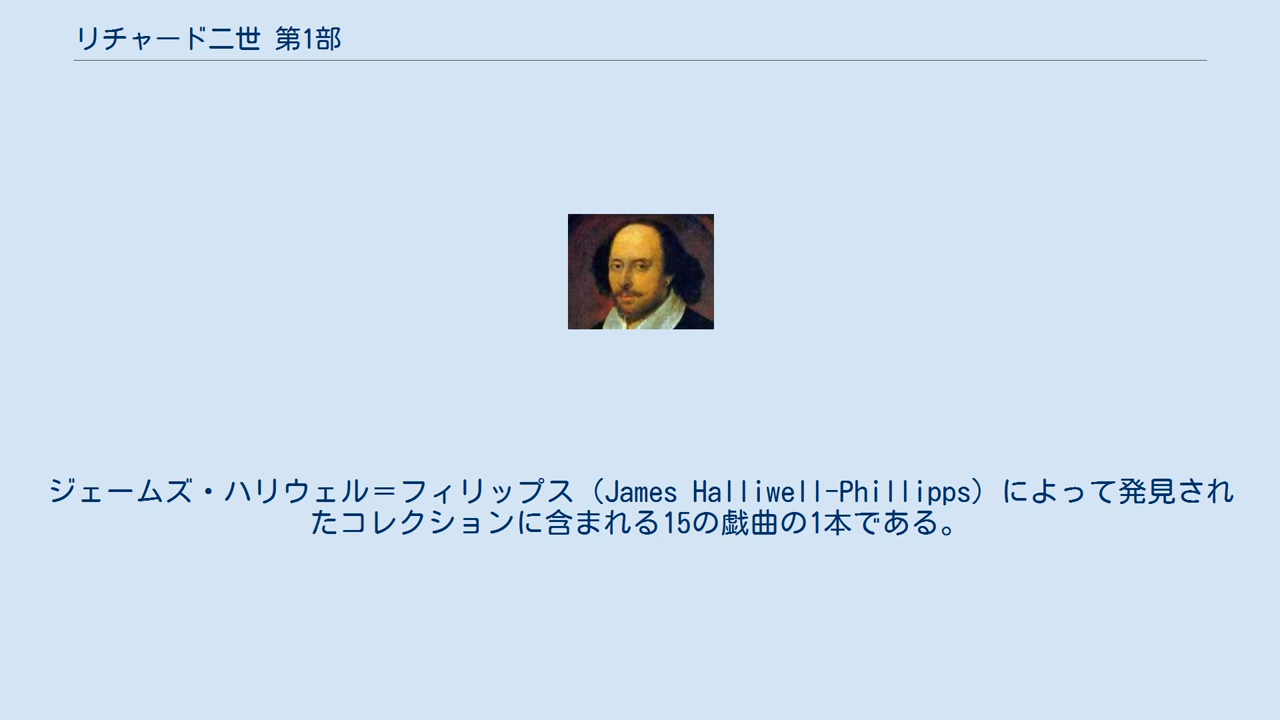 リチャード二世 第1部
ジェームズ・ハリウェル＝フィリップス（James Halliwell-Phillipps）によって発見され
たコレクションに含まれる15の戯曲の1本である。